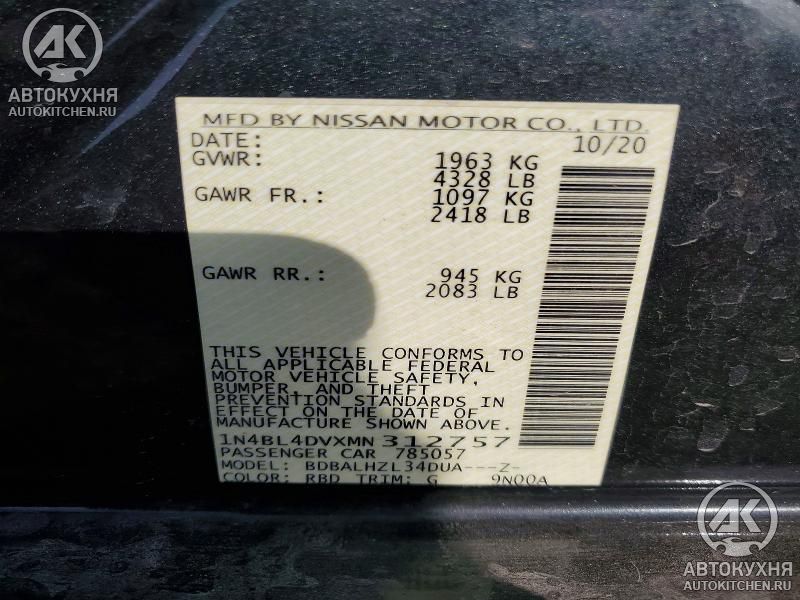 AK
АВТОКУХНЯ
AUTOKITCHEN.RU
MFD BY NISSAN MOTOR CO., LTD.
DATE: 10/20
GVWR: 1963 KG
4328 LB
GAWR FR.: 1097 KG
2418 LB
GAWR RR.: 945 KG
2083 LB
THIS VEHICLE CONFORMS TO
ALL APPLICABLE FEDERAL
MOTOR VEHICLE SAFETY,
BUMPER, AND THEFT
PREVENTION STANDARDS IN
EFFECT ON THE DATE OF
MANUFACTURE SHOWN ABOVE.
1N4BL4DVXMN312757
PASSENGER CAR 785057
MODEL: BDBALHZL34DUA---Z-
COLOR: RBD TRIM: G 9N00A
AK
АВТОКУХНЯ
AUTOKITCHEN.RU